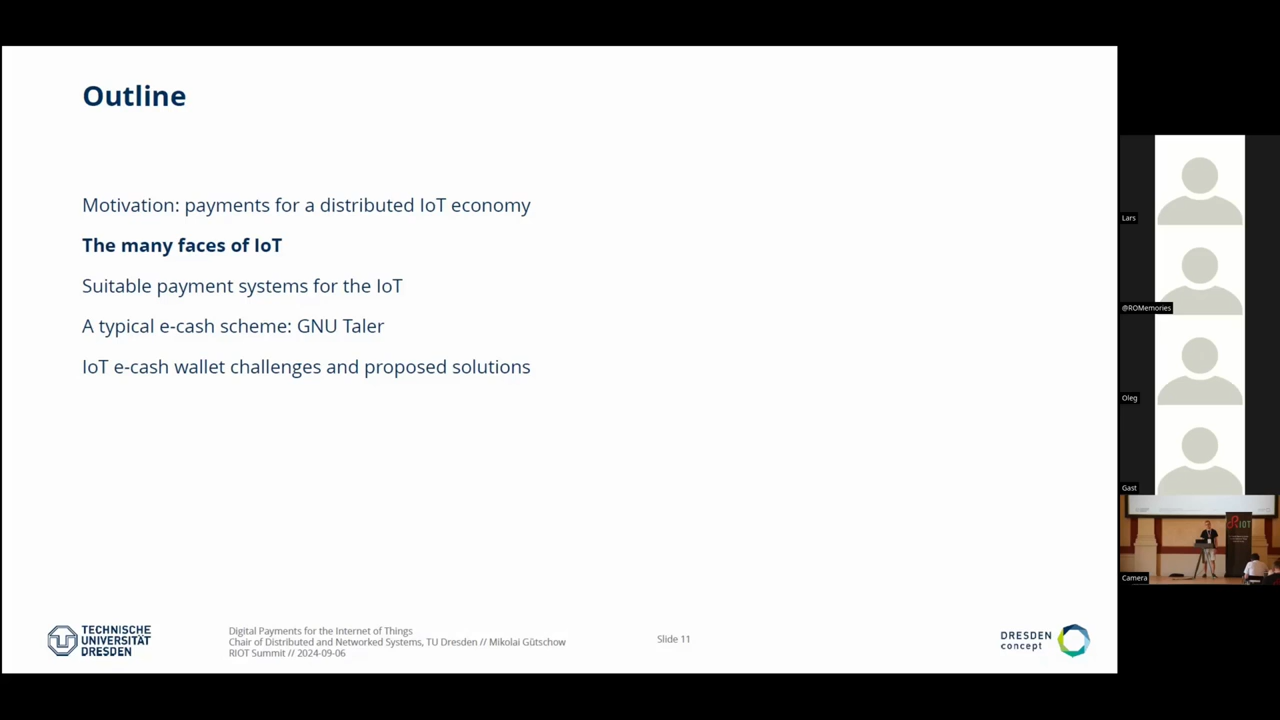 Outline
Motivation: payments for a distributed IoT economy
The many faces of IoT
Suitable payment systems for the IoT
A typical e-cash scheme: GNU Taler
IoT e-cash wallet challenges and proposed solutions
TECHNISCHE
UNIVERSITÄT
DRESDEN
Digital Payments for the Internet of Things
Chair of Distributed and Networked Systems, TU Dresden // Mikolai Gütschow
RIOT Summit // 2024-09-06
Slide 11
DRESDEN
concept
Lars
@ROMemories
Oleg
Gast
RIOT
Camera